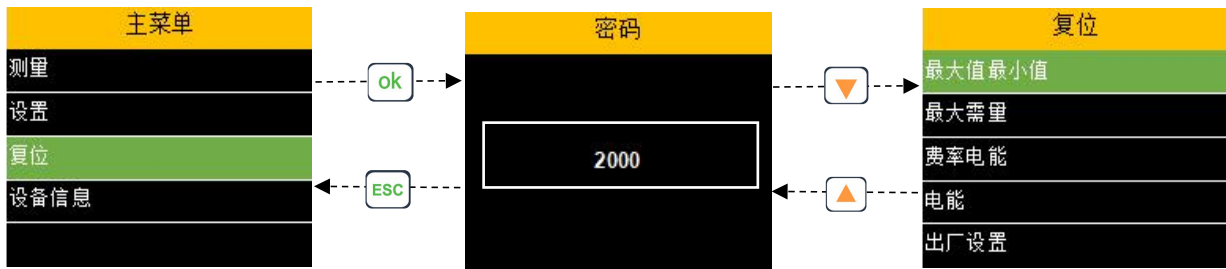 主菜单
测量
设置
复位
设备信息
ok
ESC
密码
2000
复位
最大值最小值
最大需量
费率电能
电能
出厂设置